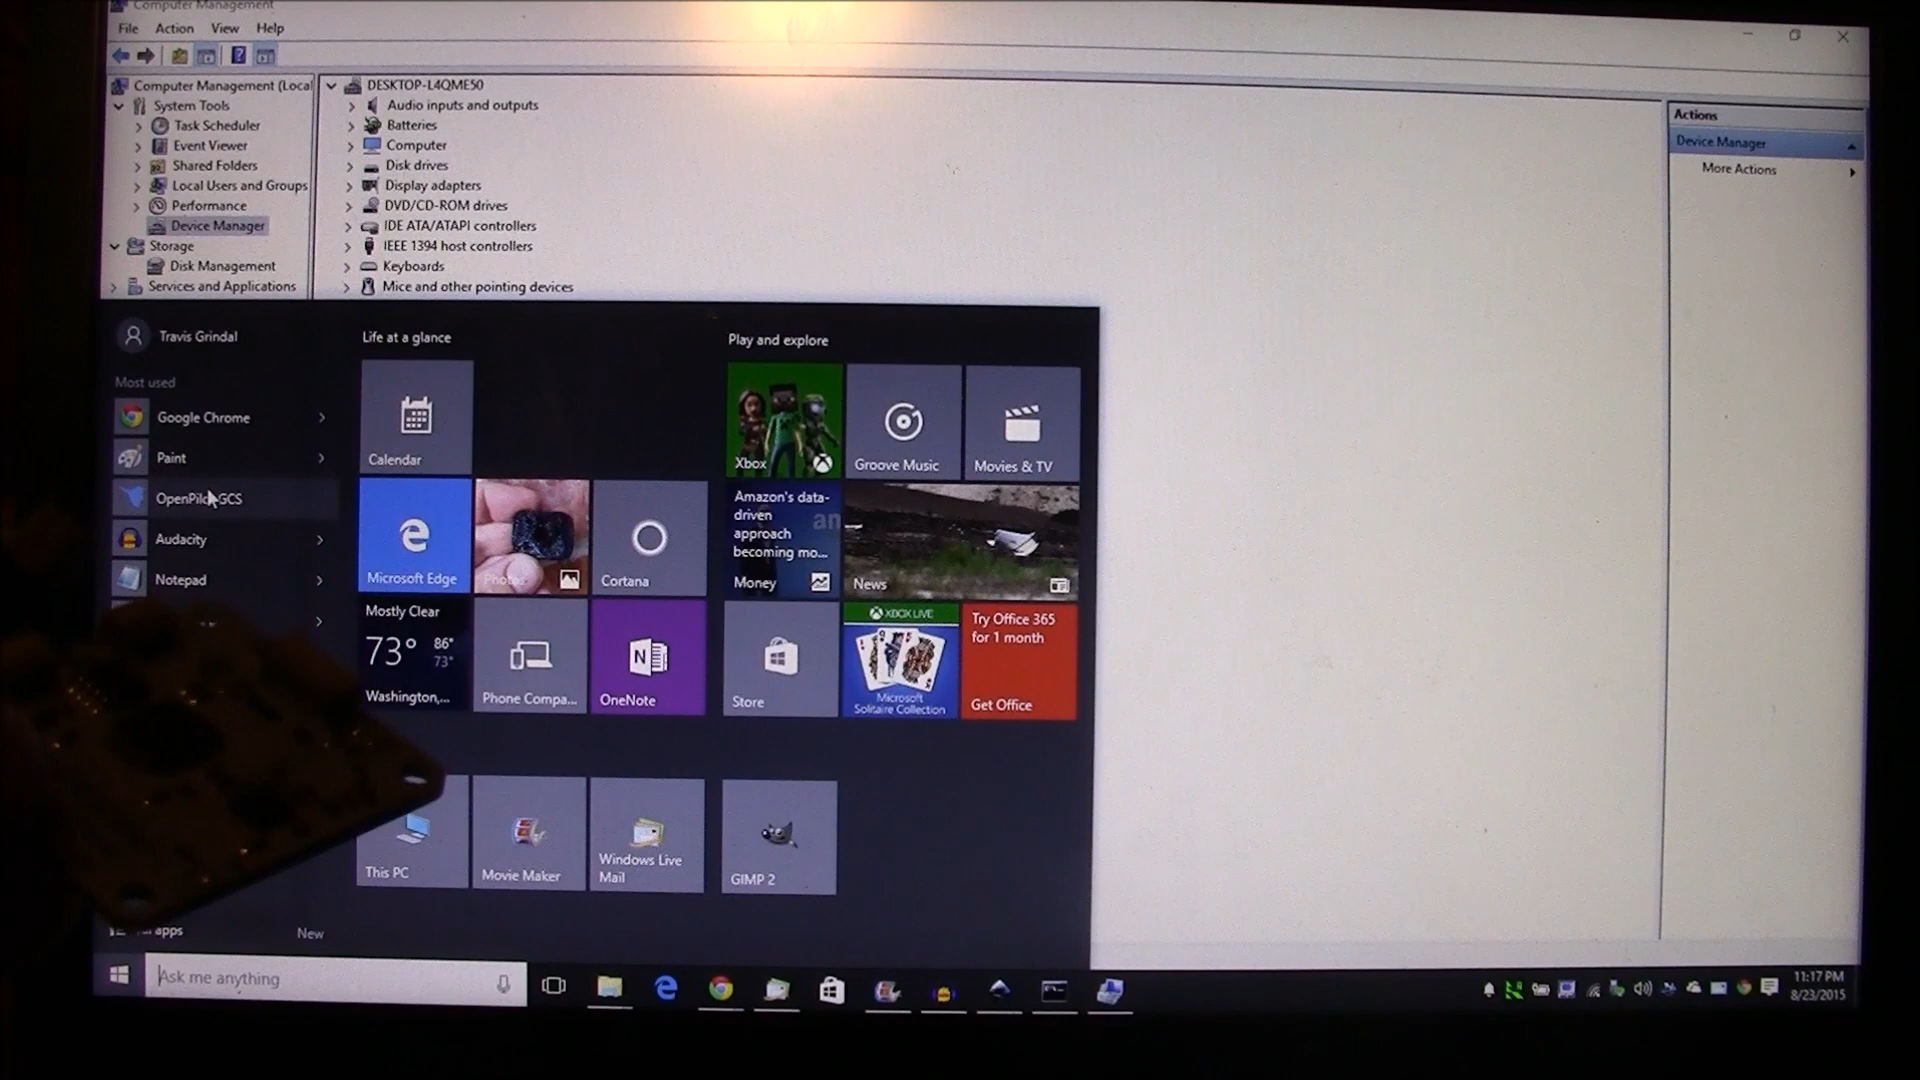 Computer Management
File Action View Help
Computer Management (Local
System Tools
Task Scheduler
Event Viewer
Shared Folders
Local Users and Groups
Performance
Device Manager
Storage
Disk Management
Services and Applications
DESKTOP-L4QME50
Audio inputs and outputs
Batteries
Computer
Disk drives
Display adapters
DVD/CD-ROM drives
IDE ATA/ATAPI controllers
IEEE 1394 host controllers
Keyboards
Mice and other pointing devices
Actions
Device Manager
More Actions
Travis Grindal
Most used
Google Chrome
Paint
OpenPilot GCS
Audacity
Notepad
apps
New
Life at a glance
Calendar
Microsoft Edge
Photos
Cortana
Mostly Clear
73° 86°
73°
Washington,...
Phone Compa...
N
OneNote
This PC
Movie Maker
Windows Live
Mail
Play and explore
Xbox
Groove Music
Movies & TV
Amazon's data-
driven
approach
becoming mo...
an
Money
News
Store
XBOX LIVE
Microsoft
Solitaire Collection
Try Office 365
for 1 month
Get Office
GIMP 2
Ask me anything
11:17 PM
8/23/2015